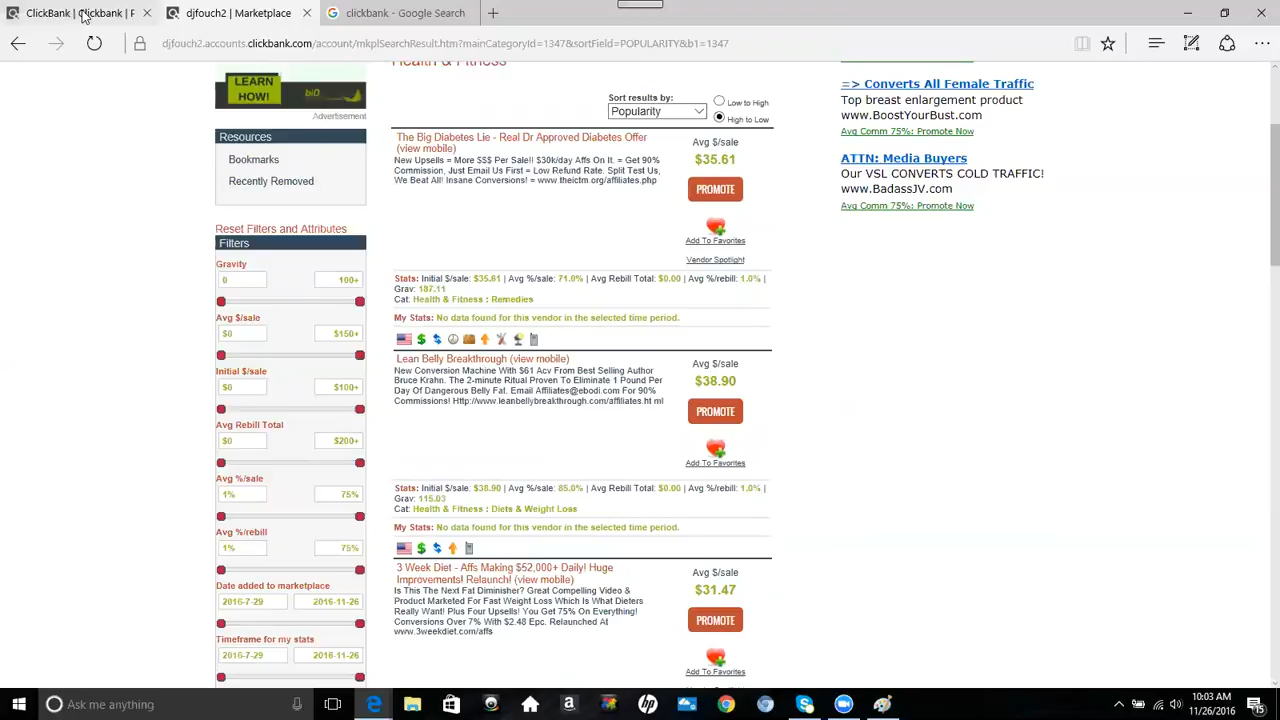 ClickBank | Clickbank | P
djfouch2 | Marketplace
clickbank - Google Search
djfouch2.accounts.clickbank.com/account/mkplSearchResult.htm?mainCategoryId=1347&sortField=POPULARITY&b1=1347
LEARN
HOW!
Advertisement
Resources
Bookmarks
Recently Removed
Reset Filters and Attributes
Filters
Gravity
0 100+
Avg $/sale
$0 $150+
Initial $/sale
$0 $100+
Avg Rebill Total
$0 $200+
Avg %/sale
1% 75%
Avg %/rebill
1% 75%
Date added to marketplace
2016-7-29 2016-11-26
Timeframe for my stats
2016-7-29 2016-11-26
Health & Fitness
Sort results by:
Popularity
Low to High
High to Low
The Big Diabetes Lie - Real Dr Approved Diabetes Offer
(view mobile)
New Upsells = More $$$ Per Sale!! $30k/day Affs On It. = Get 90%
Commission, Just Email Us First = Low Refund Rate. Split Test Us,
We Beat All! Insane Conversions! = www theictm org/affiliates.php
Avg $/sale
$35.61
PROMOTE
Add To Favorites
Vendor Spotlight
Stats: Initial $/sale: $35.61 | Avg %/sale: 71.0% | Avg Rebill Total: $0.00 | Avg %/rebill: 1.0% |
Grav: 187.11
Cat: Health & Fitness : Remedies
My Stats: No data found for this vendor in the selected time period.
Lean Belly Breakthrough (view mobile)
New Conversion Machine With $61 Acv From Best Selling Author
Bruce Krahn. The 2-minute Ritual Proven To Eliminate 1 Pound Per
Day Of Dangerous Belly Fat. Email Affiliates@ebodi.com For 90%
Commissions! Http://www.leanbellybreakthrough.com/affiliates.ht ml
Avg $/sale
$38.90
PROMOTE
Add To Favorites
Stats: Initial $/sale: $38.90 | Avg %/sale: 85.0% | Avg Rebill Total: $0.00 | Avg %/rebill: 1.0% |
Grav: 115.03
Cat: Health & Fitness : Diets & Weight Loss
My Stats: No data found for this vendor in the selected time period.
3 Week Diet - Affs Making $52,000+ Daily! Huge
Improvements! Relaunch! (view mobile)
Is This The Next Fat Diminisher? Great Compelling Video &
Product Marketed For Fast Weight Loss Which Is What Dieters
Really Want! Plus Four Upsells! You Get 75% On Everything!
Conversions Over 7% With $2.48 Epc. Relaunched At
www.3weekdiet.com/affs
Avg $/sale
$31.47
PROMOTE
Add To Favorites
=> Converts All Female Traffic
Top breast enlargement product
www.BoostYourBust.com
Avg Comm 75%: Promote Now
ATTN: Media Buyers
Our VSL CONVERTS COLD TRAFFIC!
www.BadassJV.com
Avg Comm 75%: Promote Now
Ask me anything
10:03 AM
11/26/2016